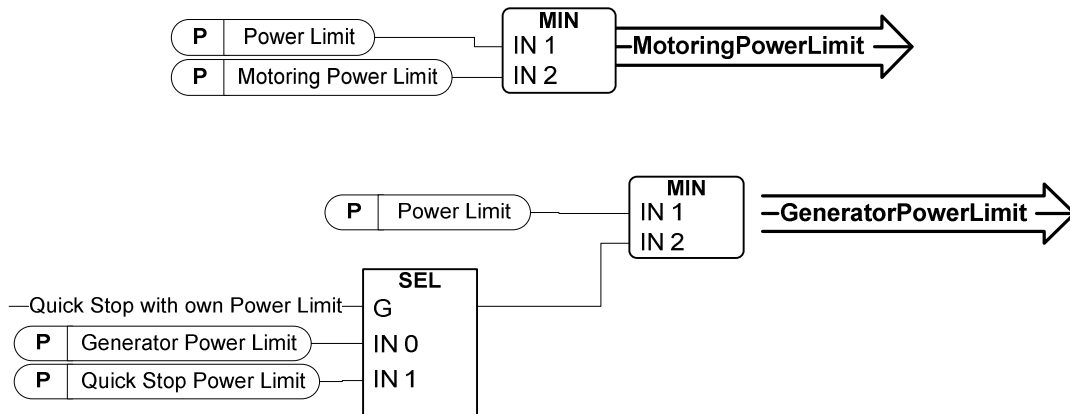 MIN
P Power Limit
IN 1
MotoringPowerLimit
P Motoring Power Limit
IN 2
MIN
P Power Limit
IN 1
GeneratorPowerLimit
IN 2
SEL
Quick Stop with own Power Limit
G
P Generator Power Limit
IN 0
P Quick Stop Power Limit
IN 1